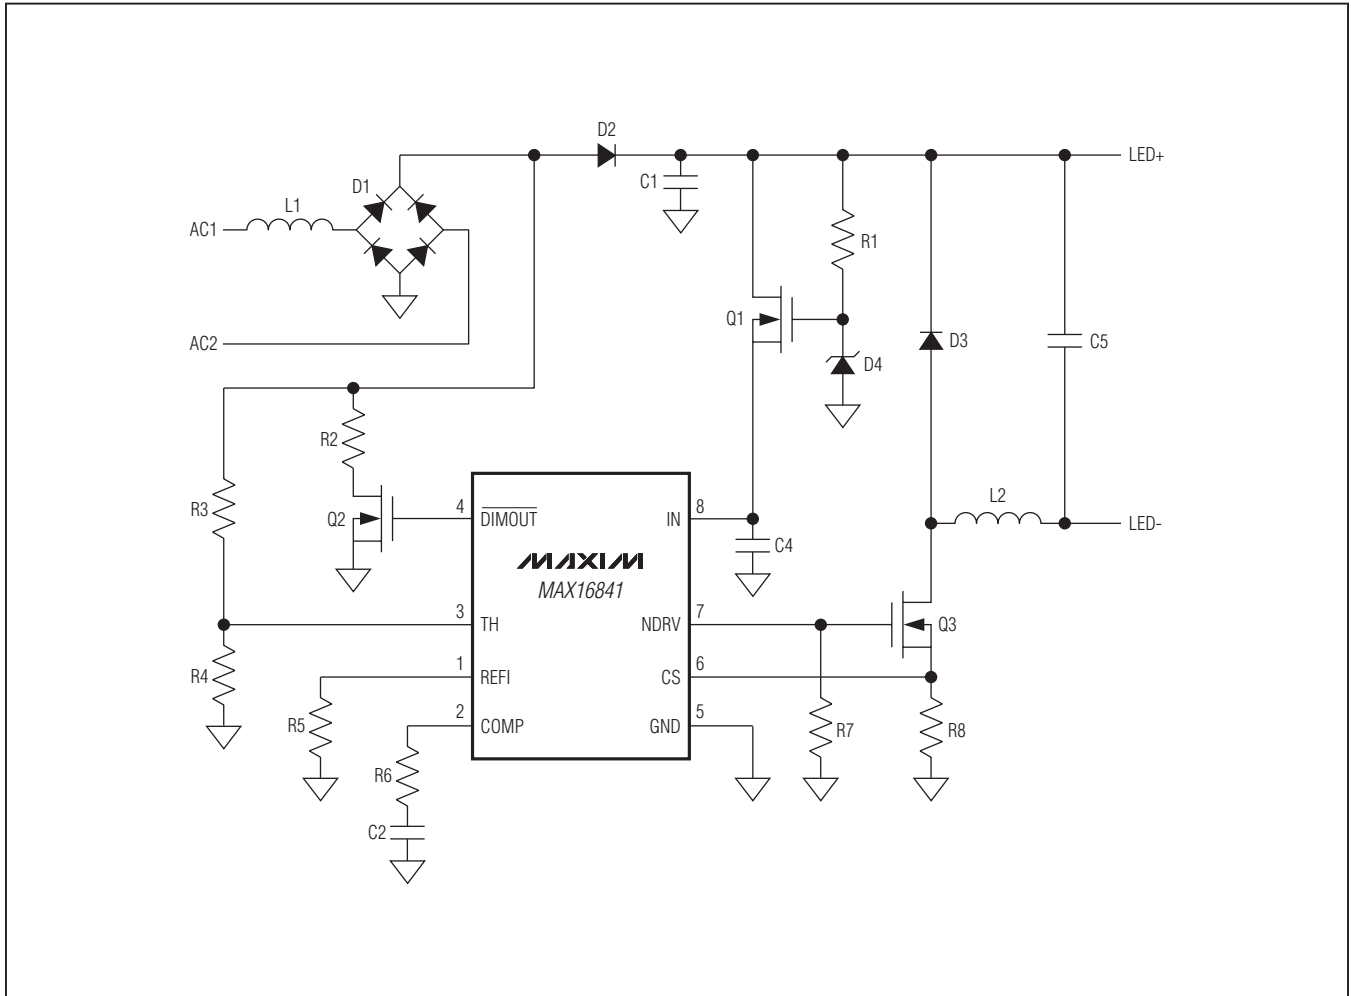 D2
LED+
D1
C1
L1
AC1
R1
Q1
AC2
D3
C5
D4
R2
L2
R3
4
8
Q2
DIMOUT
IN
LED-
C4
MAXIM
MAX16841
3
7
TH
NDRV
Q3
1
6
R4
REFI
CS
2
5
R5
COMP
GND
R7
R8
R6
C2